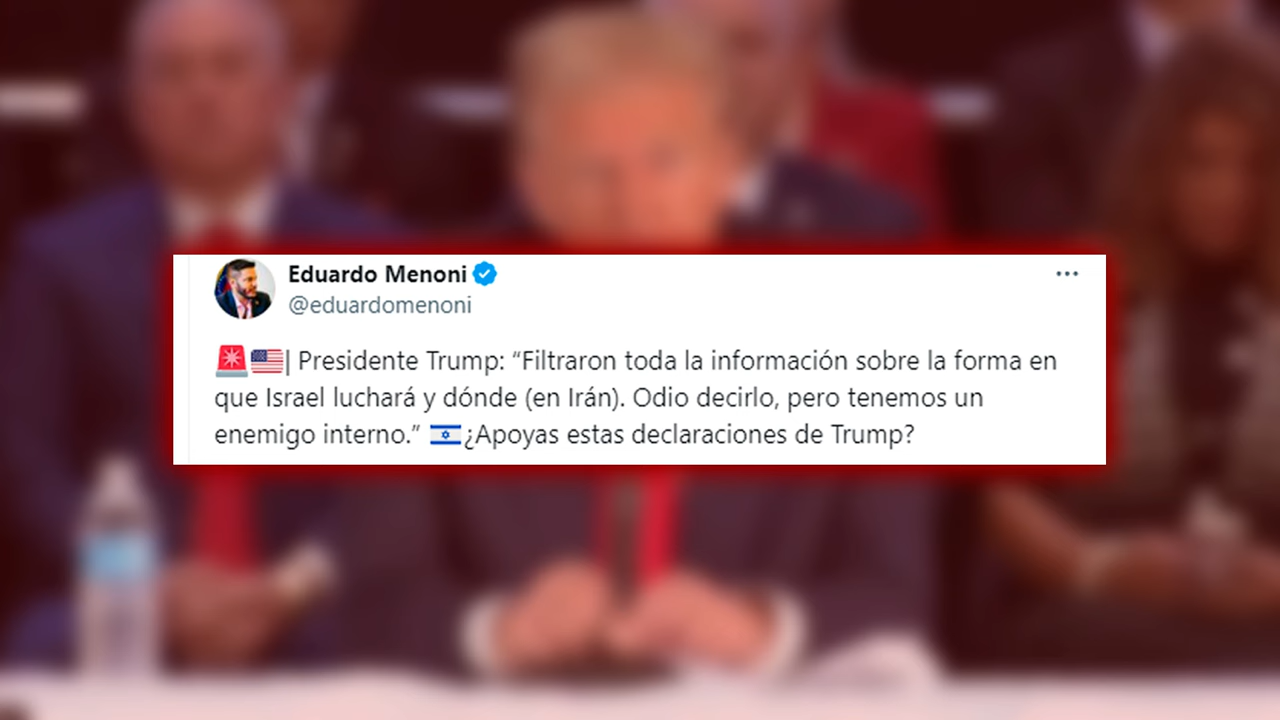 Eduardo Menoni
@eduardomenoni
🚨🇺🇸| Presidente Trump: “Filtraron toda la información sobre la forma en
que Israel luchará y dónde (en Irán). Odio decirlo, pero tenemos un
enemigo interno.” 🇮🇱¿Apoyas estas declaraciones de Trump?